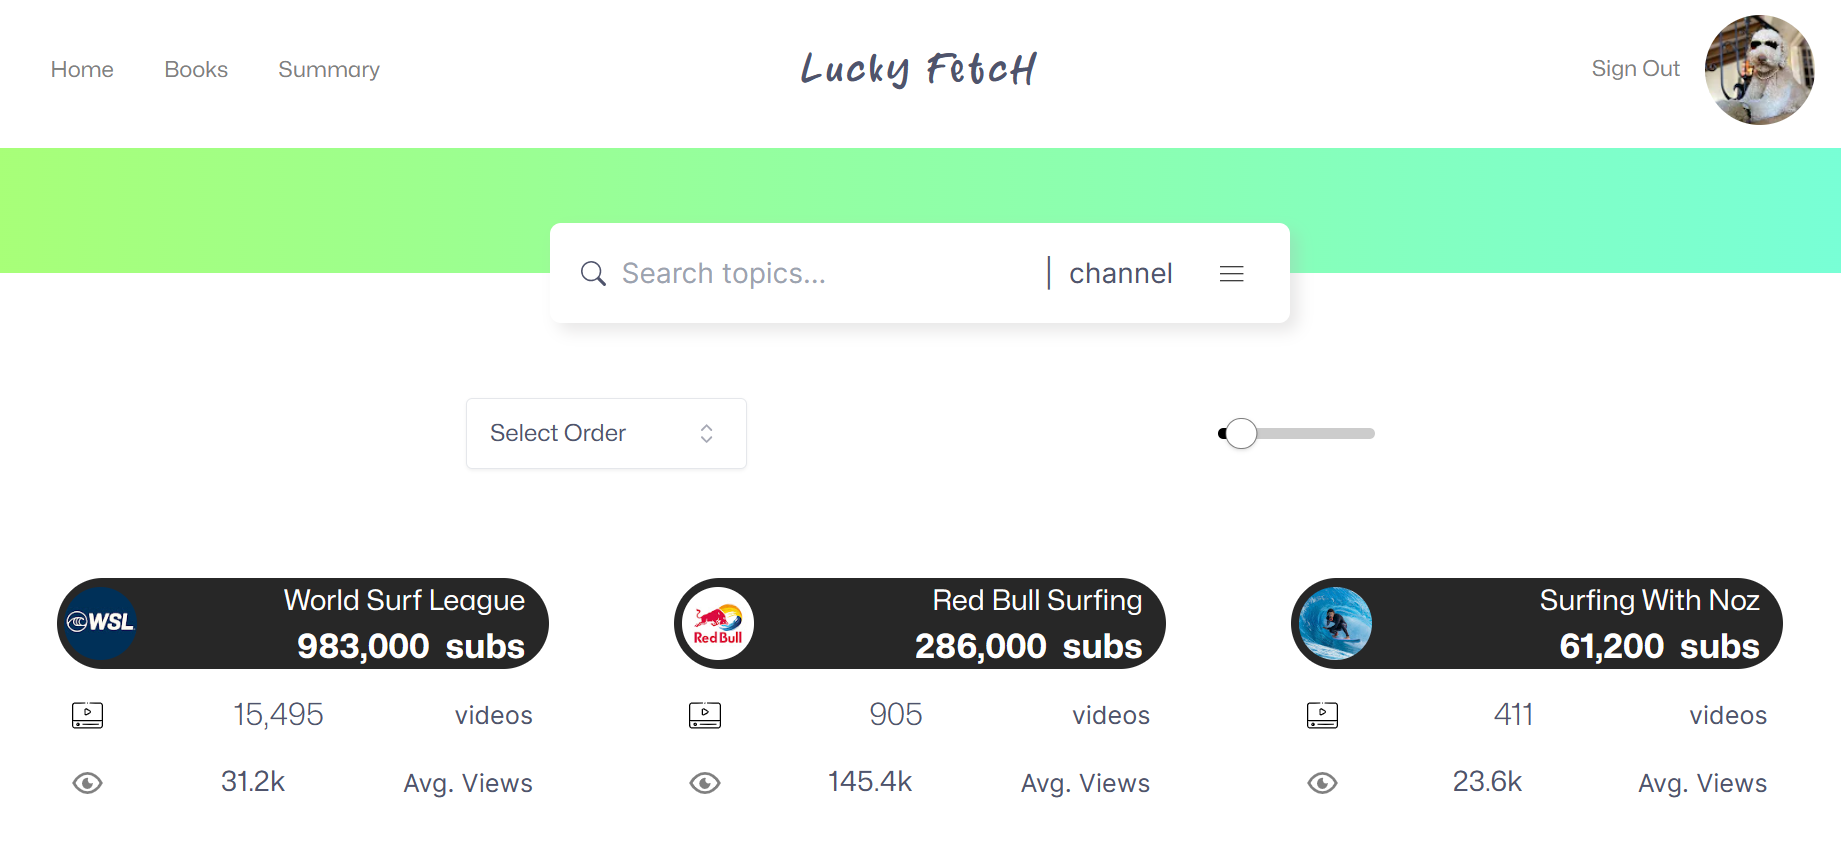 Home Books Summary Lucky FetcH Sign Out
Search topics... | channel
Select Order
WSL World Surf League
983,000 subs
Red Bull Red Bull Surfing
286,000 subs
Surfing With Noz
61,200 subs
15,495 videos
905 videos
411 videos
31.2k Avg. Views
145.4k Avg. Views
23.6k Avg. Views